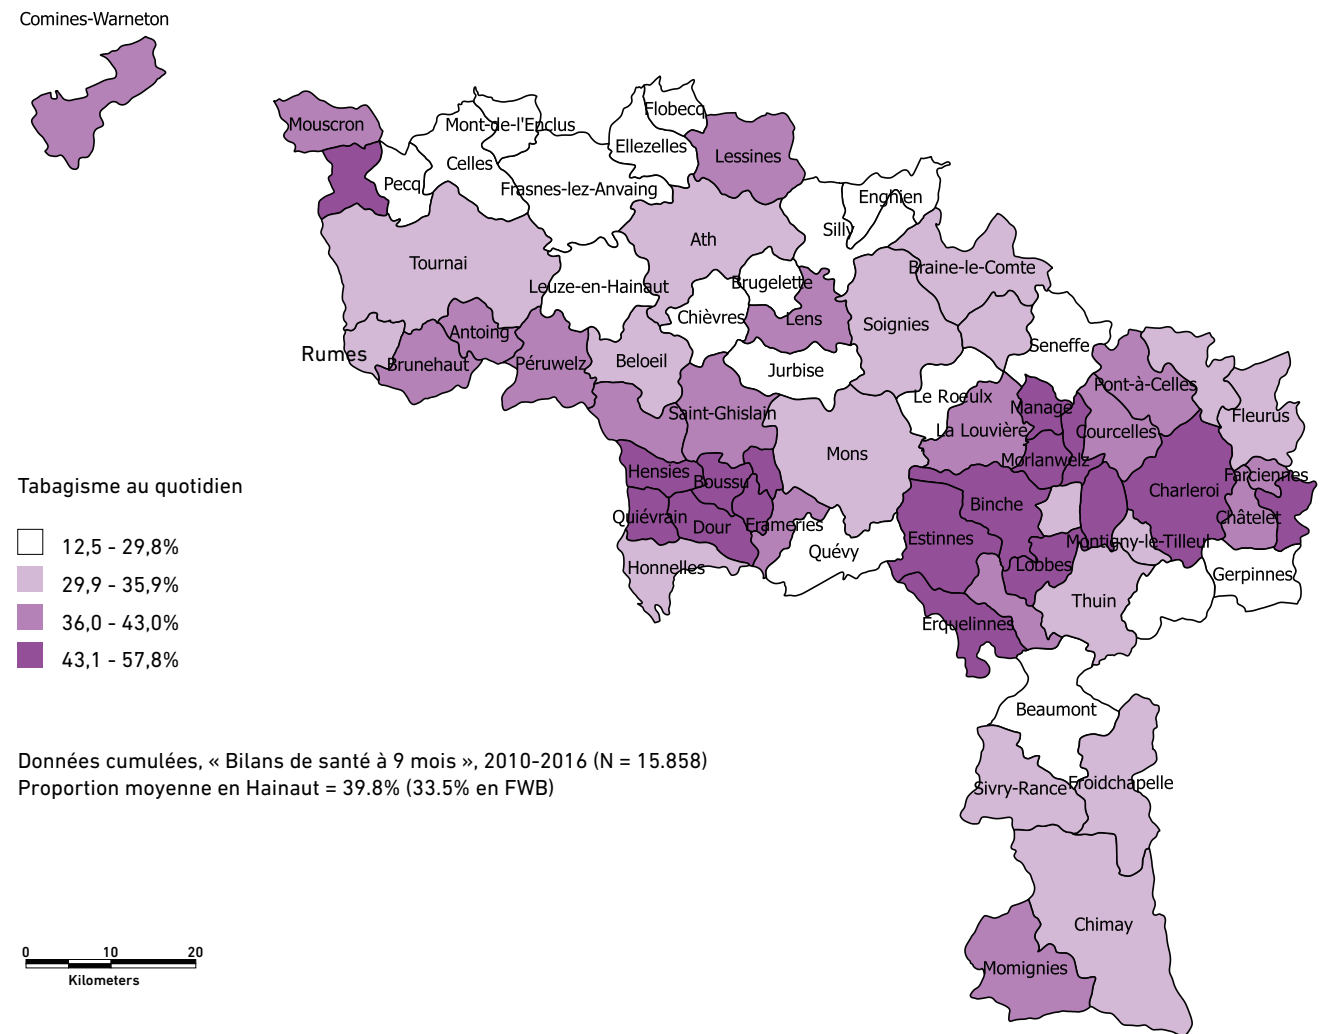 Comines-Warneton
Mouscron
Mont-de-l'Enclus
Flobecq
Ellezelles
Lessines
Celles
Pecq
Frasnes-lez-Anvaing
Enghien
Silly
Ath
Tournai
Braine-le-Comte
Leuze-en-Hainaut
Brugelette
Chièvres
Lens
Soignies
Antoing
Rumes
Brunehaut
Péruwelz
Beloeil
Jurbise
Seneffe
Pont-à-Celles
Le Roeulx
Manage
Saint-Ghislain
Fleurus
La Louvière
Courcelles
Mons
Morlanwelz
Hensies
Boussu
Farciennes
Charleroi
Binche
Quiévrain
Dour
Erameries
Châtelet
Estinnes
Montigny-le-Tilleul
Quévy
Honnelles
Lobbes
Gerpinnes
Thuin
Erquelinnes
Beaumont
Sivry-Rance
Froidchapelle
Chimay
Momignies
Tabagisme au quotidien
12,5 - 29,8%
29,9 - 35,9%
36,0 - 43,0%
43,1 - 57,8%
Données cumulées, « Bilans de santé à 9 mois », 2010-2016 (N = 15.858)
Proportion moyenne en Hainaut = 39.8% (33.5% en FWB)
0 10 20
Kilometers